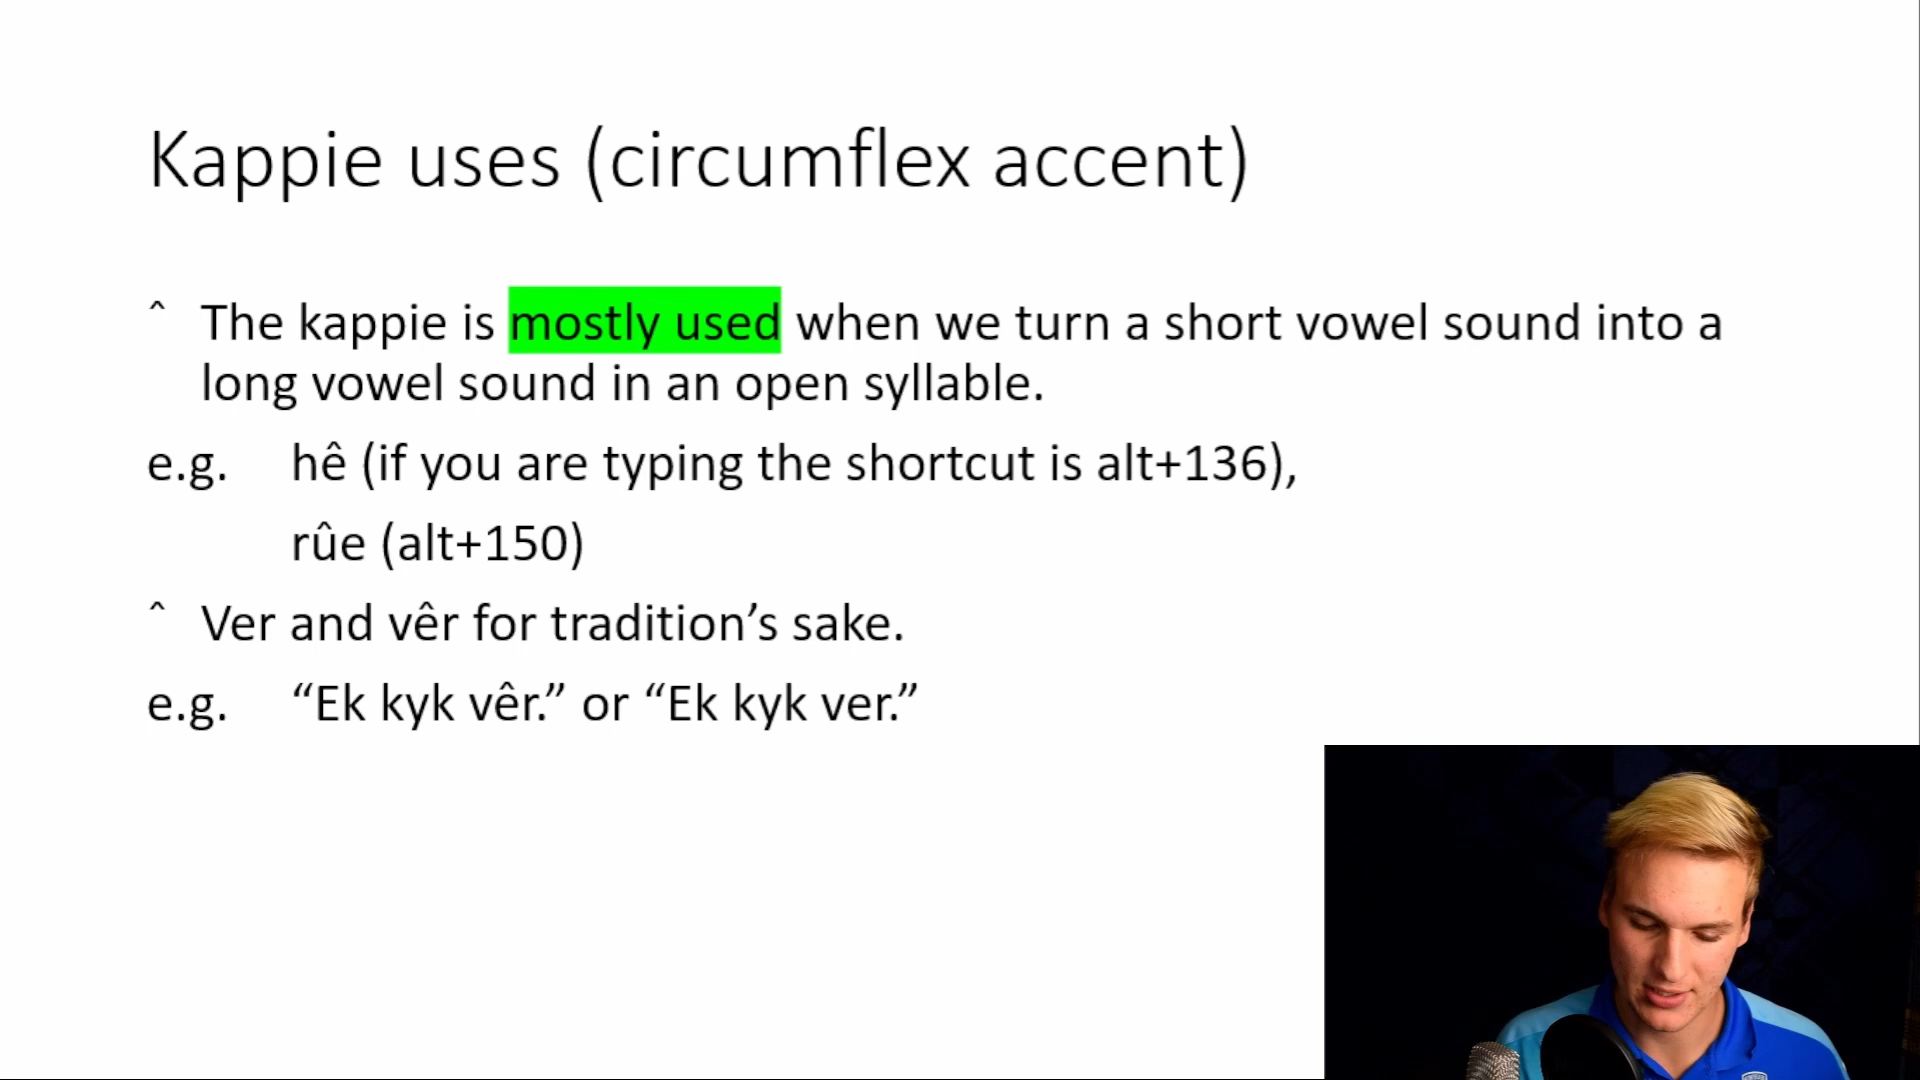 Kappie uses (circumflex accent)
ˆ The kappie is mostly used when we turn a short vowel sound into a
long vowel sound in an open syllable.
e.g. hê (if you are typing the shortcut is alt+136),
rûe (alt+150)
ˆ Ver and vêr for tradition’s sake.
e.g. “Ek kyk vêr.” or “Ek kyk ver.”